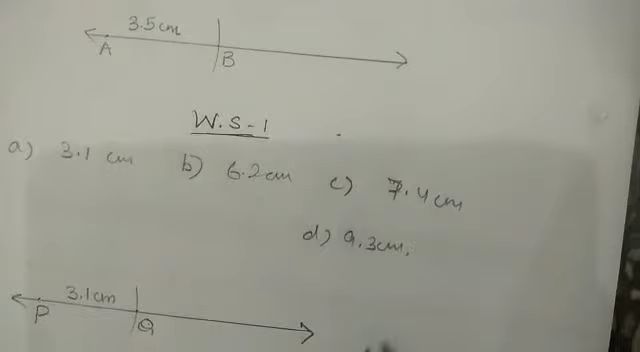 3.5cm
A B
W.S-1
a) 3.1 cm b) 6.2cm c) 7.4cm
d) 9.3cm.
3.1cm
P Q